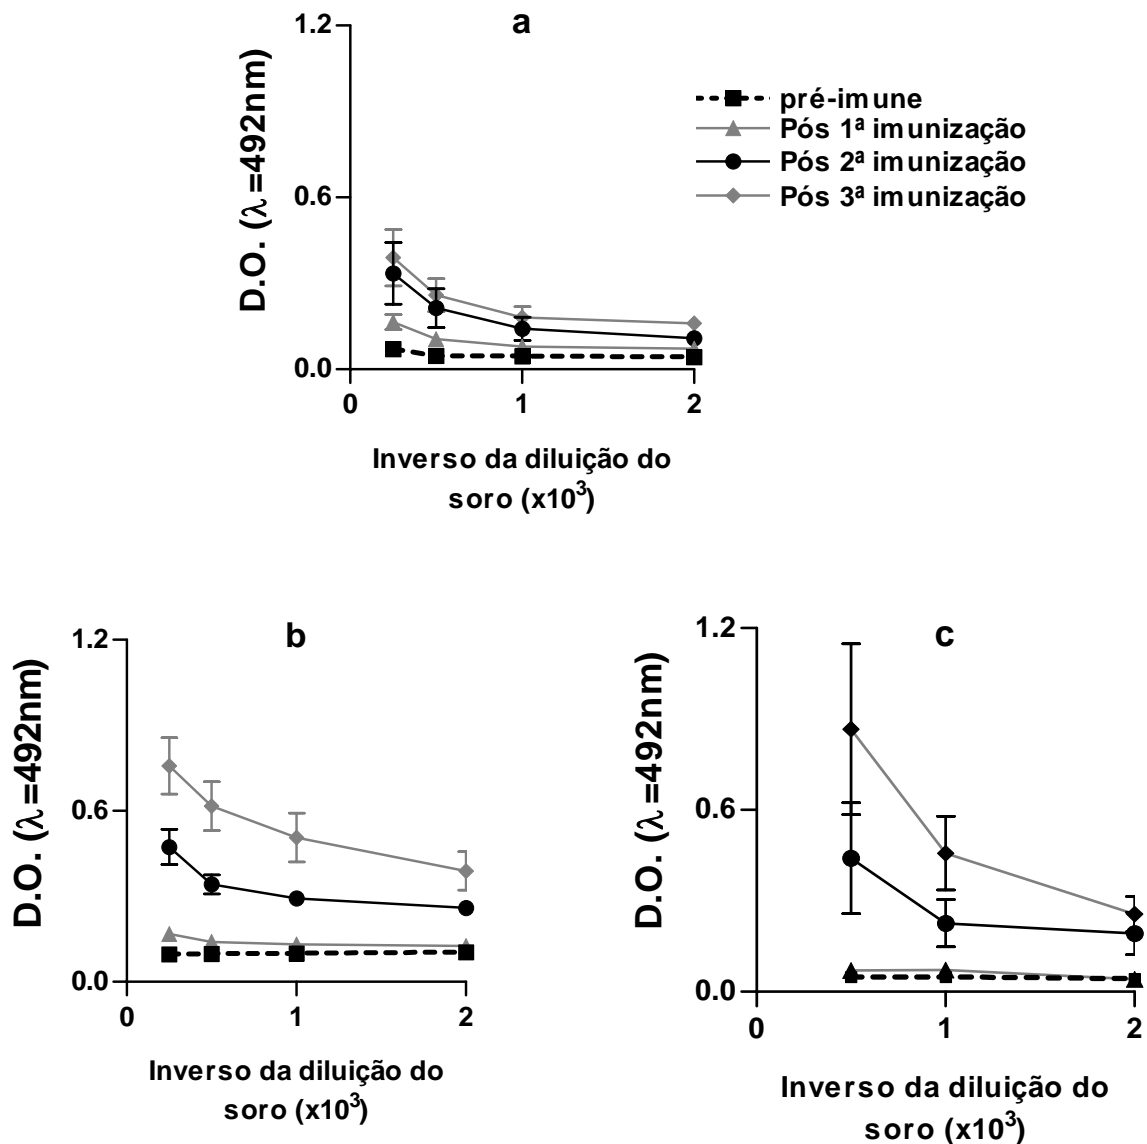 a
1.2
0.6
0.0
D.O. (λ=492nm)
0 1 2
Inverso da diluição do
soro (x10³)
pré-imune
Pós 1ª imunização
Pós 2ª imunização
Pós 3ª imunização
b
1.2
0.6
0.0
D.O. (λ=492nm)
0 1 2
Inverso da diluição do
soro (x10³)
c
1.2
0.6
0.0
D.O. (λ=492nm)
0 1 2
Inverso da diluição do
soro (x10³)